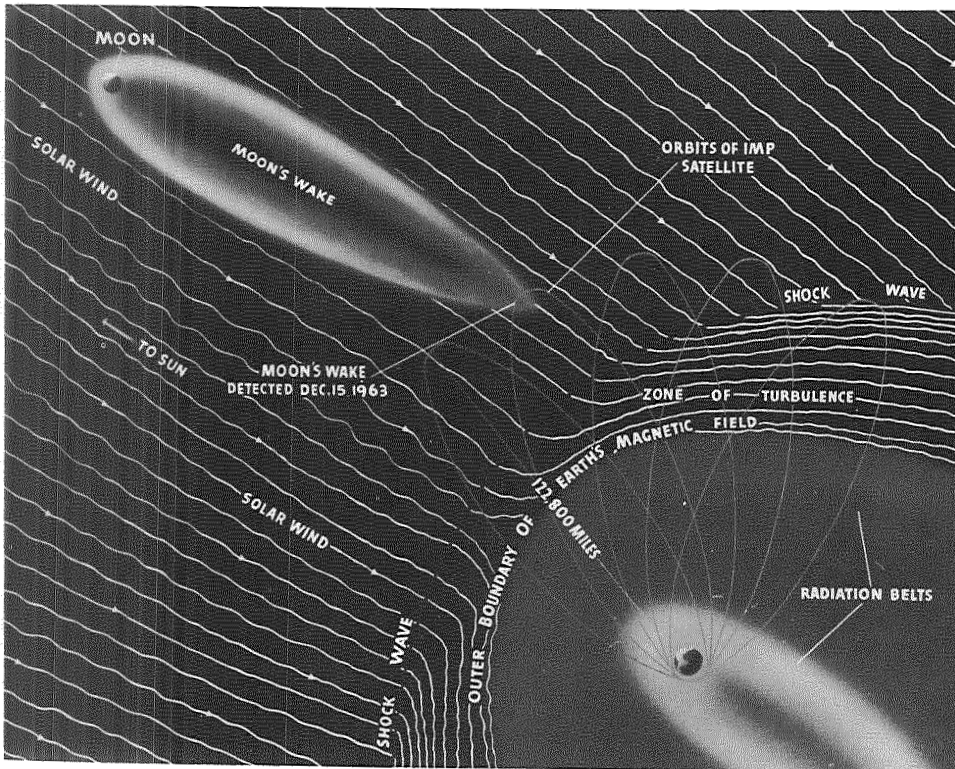 MOON
SOLAR WIND
MOON'S WAKE
ORBITS OF IMP
SATELLITE
SHOCK WAVE
TO SUN
MOON'S WAKE
DETECTED DEC. 15 1963
ZONE OF TURBULENCE
122,800 MILES
SOLAR WIND
OUTER BOUNDARY OF EARTH'S MAGNETIC FIELD
RADIATION BELTS
SHOCK WAVE